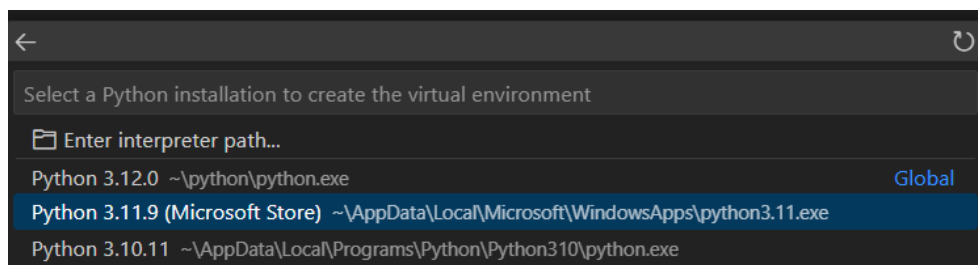 Select a Python installation to create the virtual environment
Enter interpreter path...
Python 3.12.0 ~\python\python.exe Global
Python 3.11.9 (Microsoft Store) ~\AppData\Local\Microsoft\WindowsApps\python3.11.exe
Python 3.10.11 ~\AppData\Local\Programs\Python\Python310\python.exe